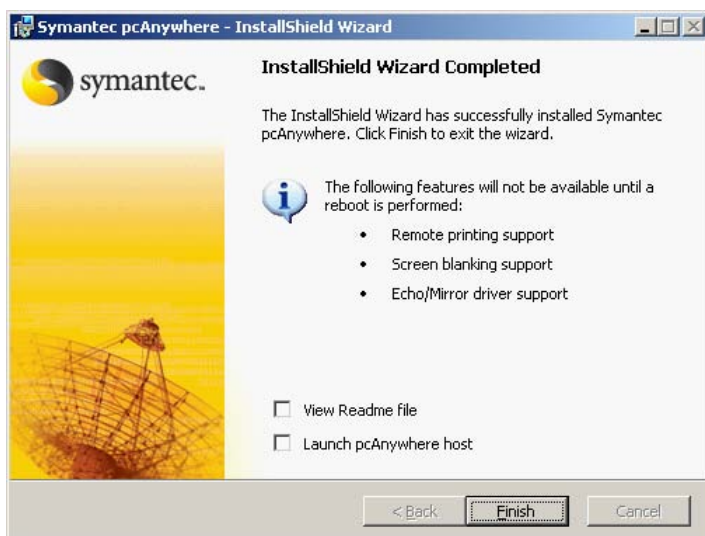 Symantec pcAnywhere - InstallShield Wizard
symantec.
InstallShield Wizard Completed
The InstallShield Wizard has successfully installed Symantec
pcAnywhere. Click Finish to exit the wizard.
The following features will not be available until a
reboot is performed:
• Remote printing support
• Screen blanking support
• Echo/Mirror driver support
View Readme file
Launch pcAnywhere host
< Back
Finish
Cancel